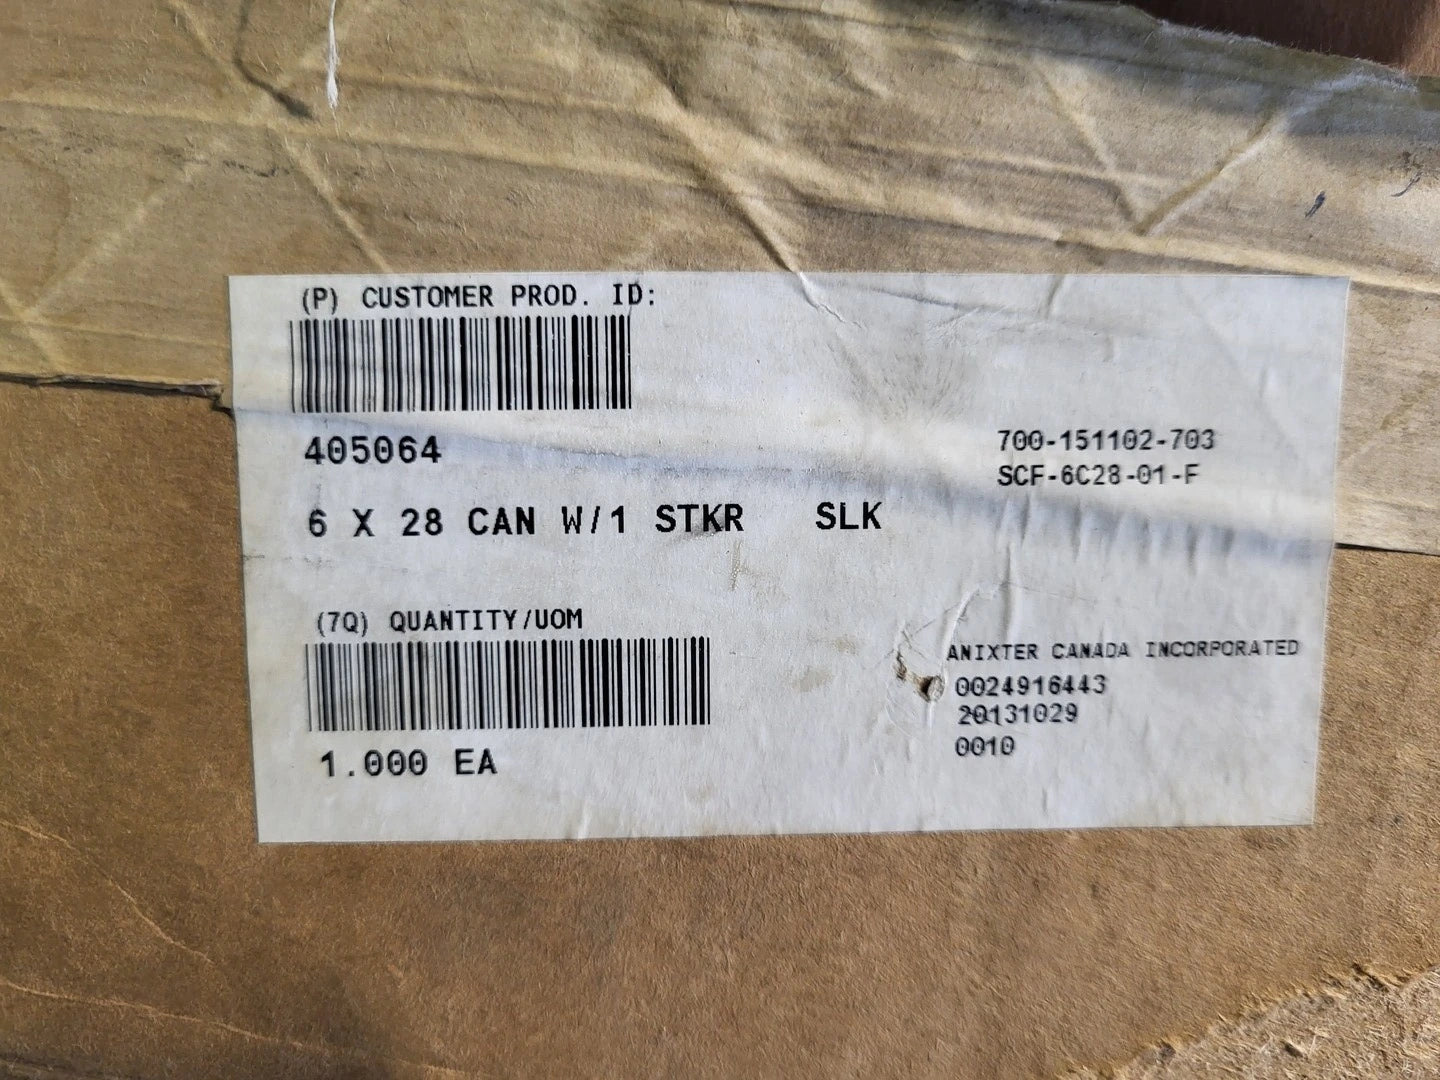 (P) CUSTOMER PROD. ID:
405064
700-151102-703
SCF-6C28-01-F
6 X 28 CAN W/1 STKR SLK
(7Q) QUANTITY/UOM
1.000 EA
ANIXTER CANADA INCORPORATED
0024916443
20131029
0010